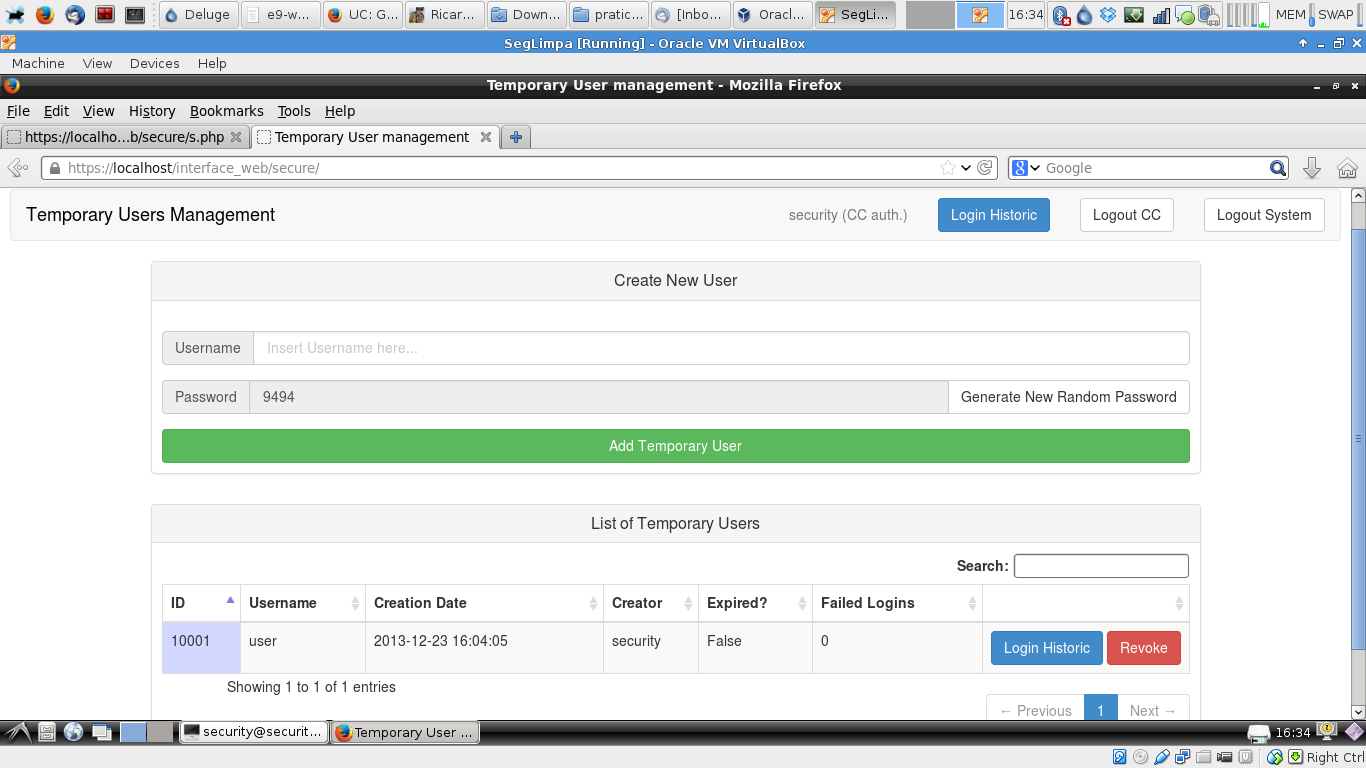 Deluge e9-w... UC: G... Ricar... Down... pratic... [Inbo... Oracl... SegLi... 16:34 MEM SWAP
SegLimpa [Running] - Oracle VM VirtualBox
Machine View Devices Help
Temporary User management - Mozilla Firefox
File Edit View History Bookmarks Tools Help
https://localho...b/secure/s.php Temporary User management
https://localhost/interface_web/secure/ 8 Google
Temporary Users Management security (CC auth.) Login Historic Logout CC Logout System
Create New User
Username Insert Username here...
Password 9494 Generate New Random Password
Add Temporary User
List of Temporary Users
Search:
ID Username Creation Date Creator Expired? Failed Logins
10001 user 2013-12-23 16:04:05 security False 0 Login Historic Revoke
Showing 1 to 1 of 1 entries
← Previous 1 Next →
security@securit... Temporary User ... 16:34
Right Ctrl